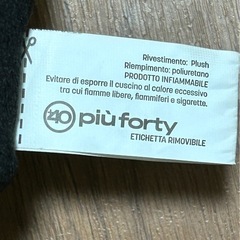 Rivestimento: Plush
Riempimento: poliuretano
PRODOTTO INFIAMMABILE
Evitare di esporre il cuscino al calore eccessivo
tra cui fiamme libere, fiammiferi e sigarette.
40 più forty
ETICHETTA RIMOVIBILE